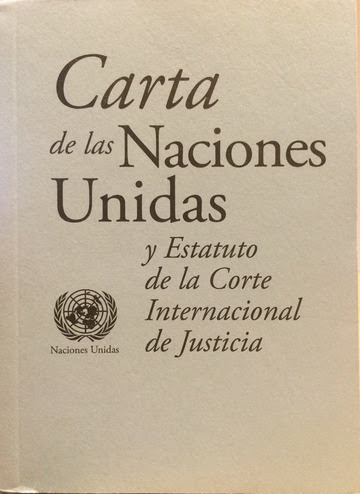 Carta
de las Naciones
Unidas
y Estatuto
de la Corte
Internacional
de Justicia
Naciones Unidas